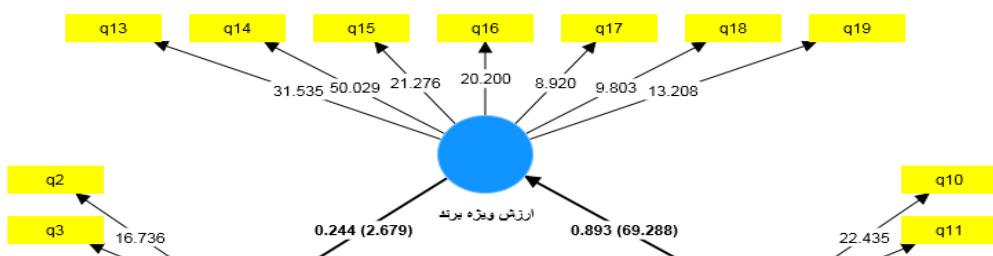 q13 q14 q15 q16 q17 q18 q19
31.535 50.029 21.276 20.200 8.920 9.803 13.208
q2 q10
ارزش ویژه برند
q3 0.244 (2.679) 0.893 (69.288) q11
16.736 22.435